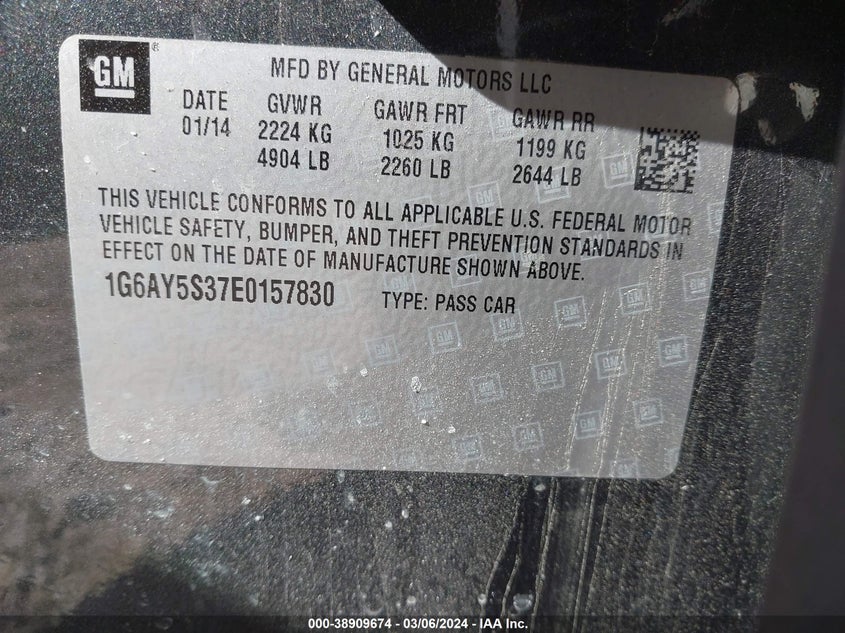 GM
MFD BY GENERAL MOTORS LLC
DATE GVWR GAWR FRT GAWR RR
01/14 2224 KG 1025 KG 1199 KG
4904 LB 2260 LB 2644 LB
THIS VEHICLE CONFORMS TO ALL APPLICABLE U.S. FEDERAL MOTOR
VEHICLE SAFETY, BUMPER, AND THEFT PREVENTION STANDARDS IN
EFFECT ON THE DATE OF MANUFACTURE SHOWN ABOVE.
1G6AY5S37E0157830 TYPE: PASS CAR
000-38909674 - 03/06/2024 - IAA Inc.